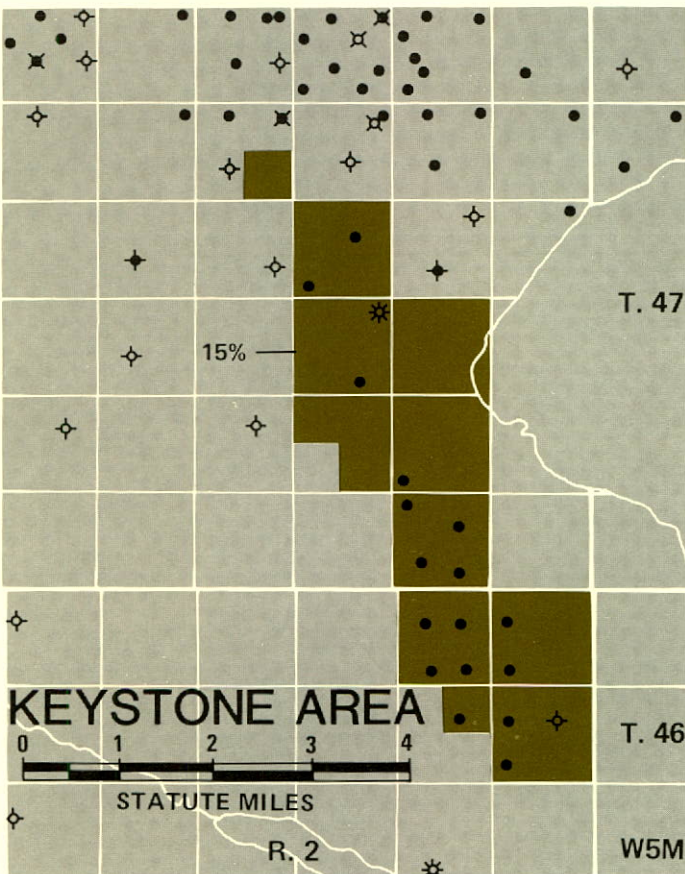 T. 47
15%
KEYSTONE AREA
0 1 2 3 4
STATUTE MILES
T. 46
R. 2
W5M